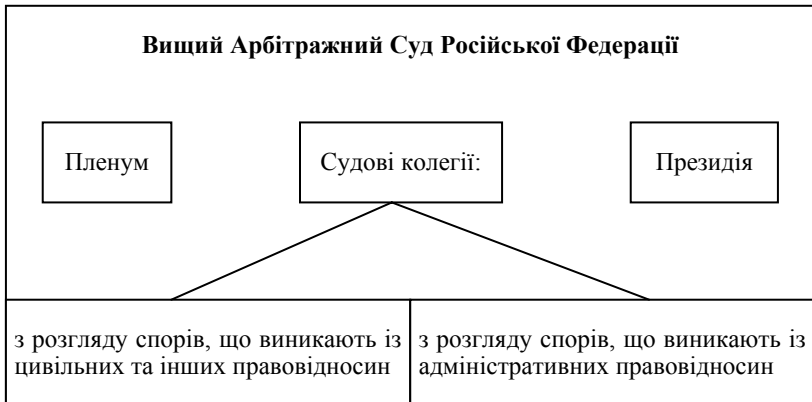 Вищий Арбітражний Суд Російської Федерації
Пленум
Судові колегії:
Президія
з розгляду спорів, що виникають із
цивільних та інших правовідносин
з розгляду спорів, що виникають із
адміністративних правовідносин